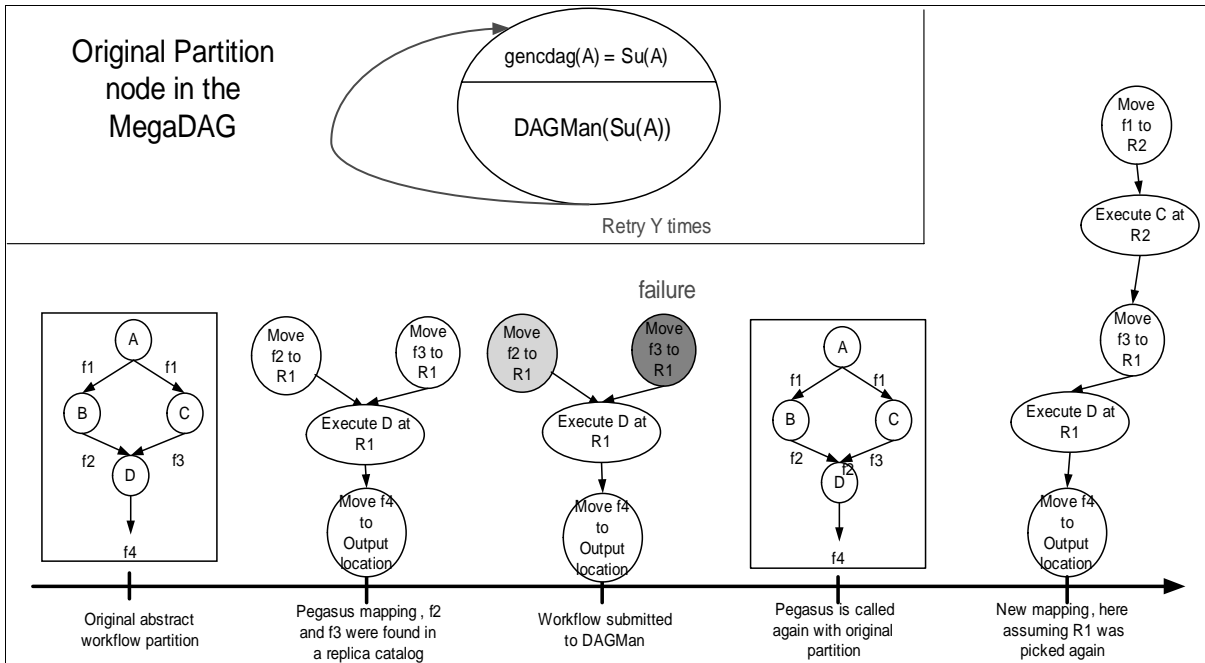 Original Partition
node in the
MegaDAG
gencdag(A) = Su(A)
DAGMan(Su(A))
Retry Y times
A
f1
f1
B
C
f2
f3
D
f4
Original abstract
workflow partition
Move
f2 to
R1
Move
f3 to
R1
Execute D at
R1
Move f4
to
Output
location
Pegasus mapping , f2
and f3 were found in
a replica catalog
failure
Move
f2 to
R1
Move
f3 to
R1
Execute D at
R1
Move f4
to
Output
location
Workflow submitted
to DAGMan
A
f1
f1
B
C
f2
f3
f2
D
f4
Pegasus is called
again with original
partition
Move
f1 to
R2
Execute C at
R2
Move
f3 to
R1
Execute D at
R1
Move f4
to
Output
location
New mapping, here
assuming R1 was
picked again